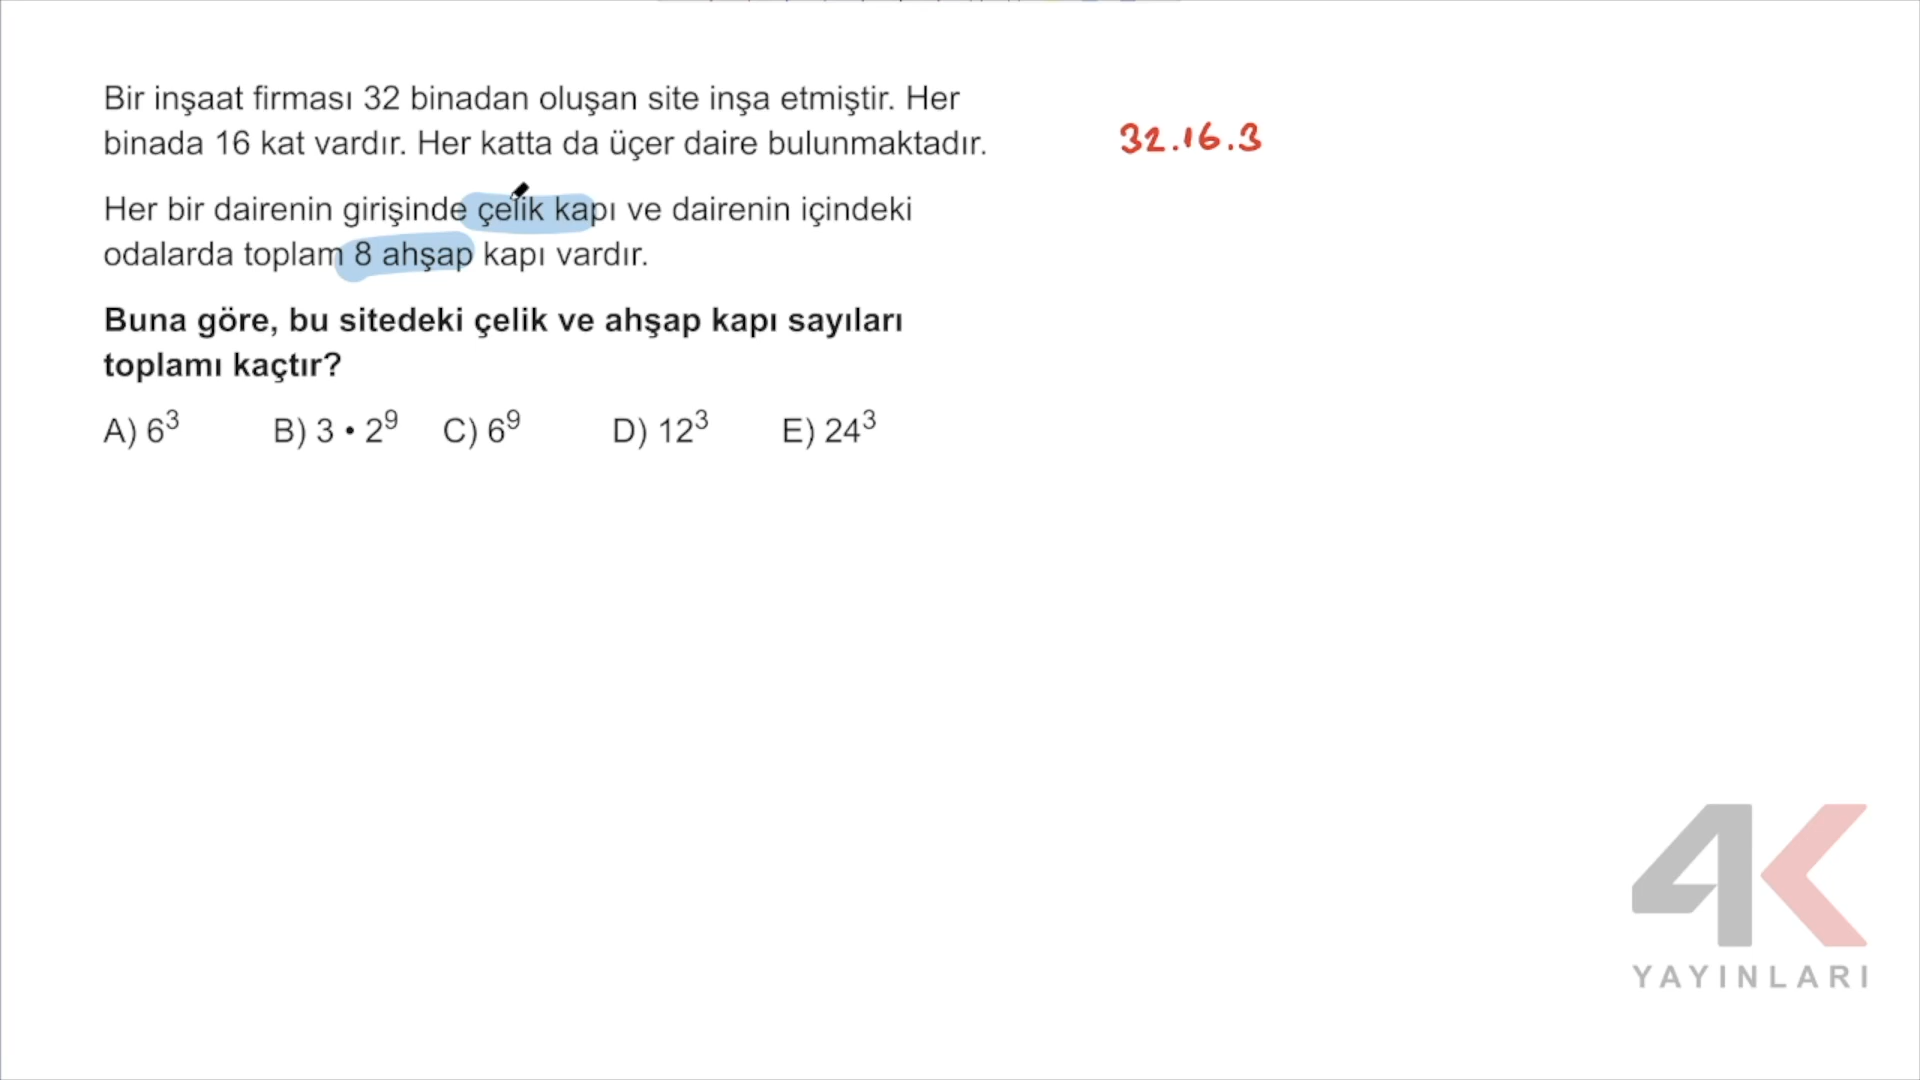 Bir inşaat firması 32 binadan oluşan site inşa etmiştir. Her
binada 16 kat vardır. Her katta da üçer daire bulunmaktadır.
32.16.3
Her bir dairenin girişinde çelik kapı ve dairenin içindeki
odalarda toplam 8 ahşap kapı vardır.
Buna göre, bu sitedeki çelik ve ahşap kapı sayıları
toplamı kaçtır?
A) 6³ B) 3 • 2⁹ C) 6⁹ D) 12³ E) 24³
4K
YAYINLARI